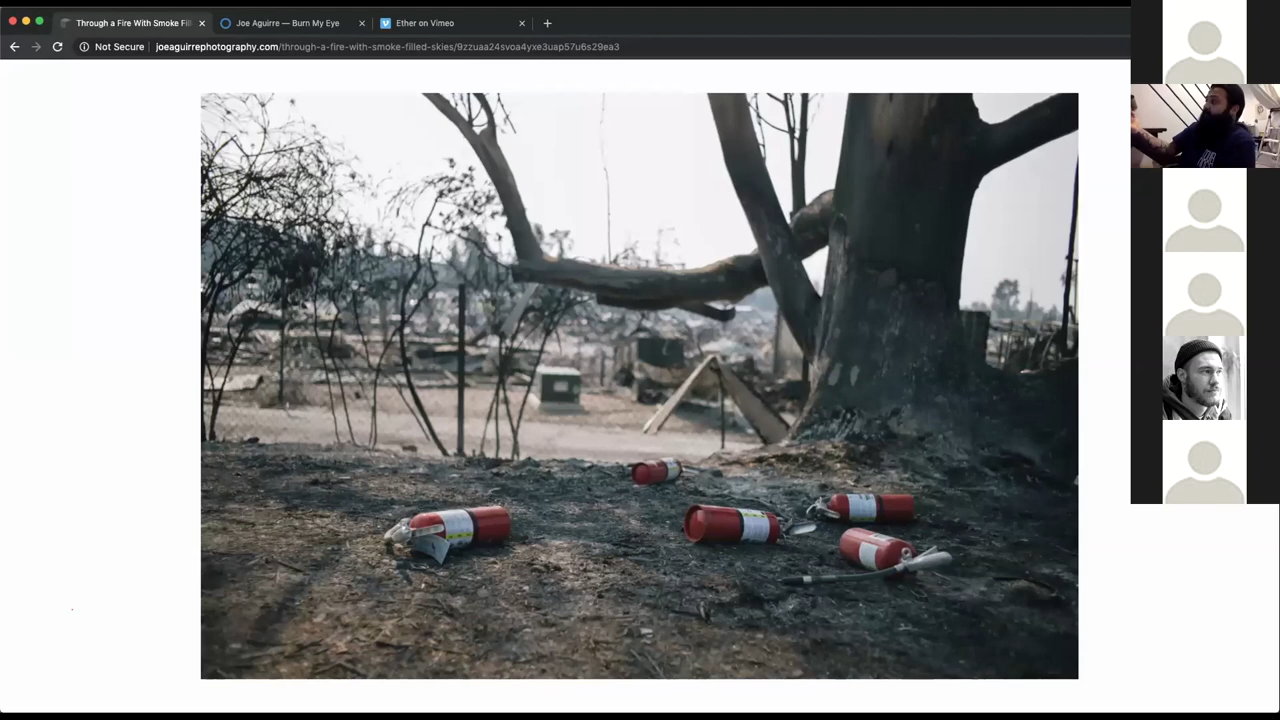 Through a Fire With Smoke Fill
Joe Aguirre — Burn My Eye
Ether on Vimeo
Not Secure
joeaguirrephotography.com/through-a-fire-with-smoke-filled-skies/9zzuaa24svoa4yxe3uap57u6s29ea3